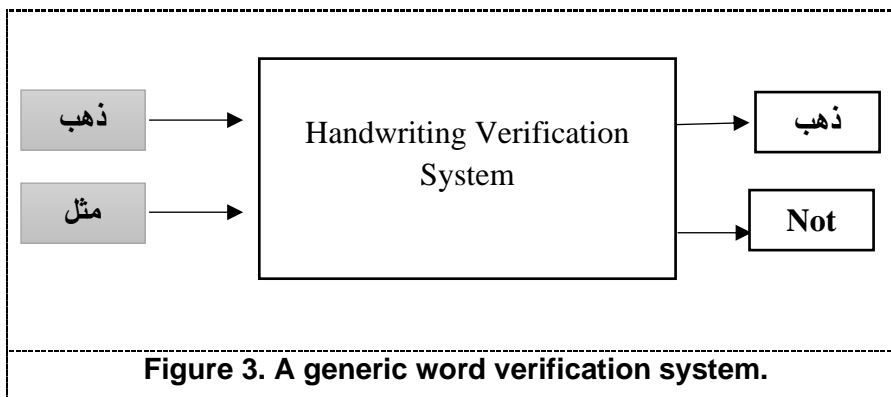 ذهب
مثل
Handwriting Verification
System
ذهب
Not
Figure 3. A generic word verification system.